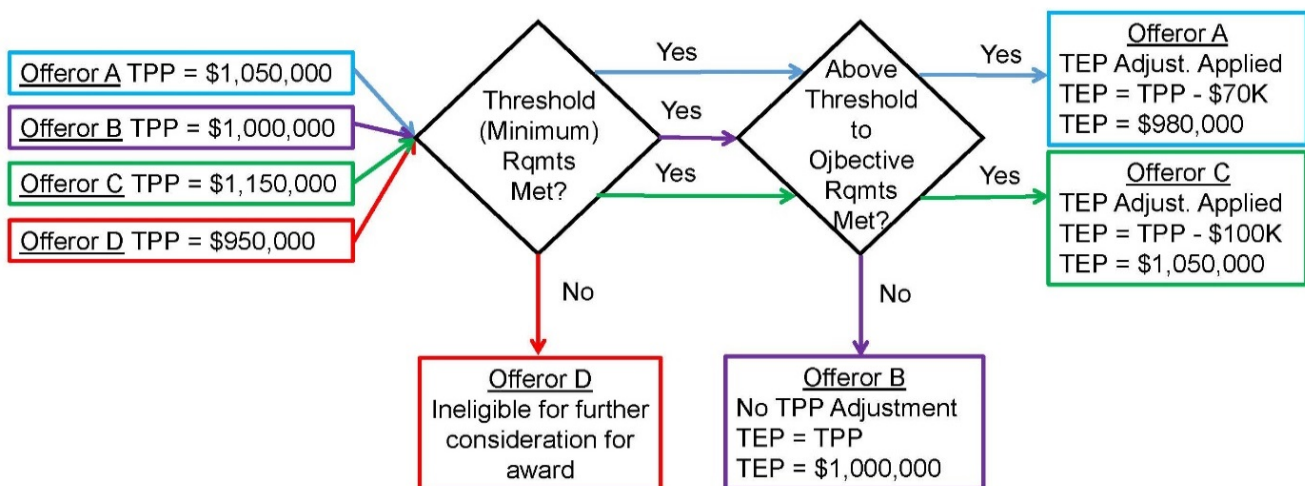 Offeror A TPP = $1,050,000
Offeror B TPP = $1,000,000
Offeror C TPP = $1,150,000
Offeror D TPP = $950,000
Threshold
(Minimum)
Rqmts
Met?
Yes
Yes
Yes
No
Above
Threshold
to
Ojbective
Rqmts
Met?
Yes
Yes
No
Offeror A
TEP Adjust. Applied
TEP = TPP - $70K
TEP = $980,000
Offeror C
TEP Adjust. Applied
TEP = TPP - $100K
TEP = $1,050,000
Offeror D
Ineligible for further
consideration for
award
Offeror B
No TPP Adjustment
TEP = TPP
TEP = $1,000,000